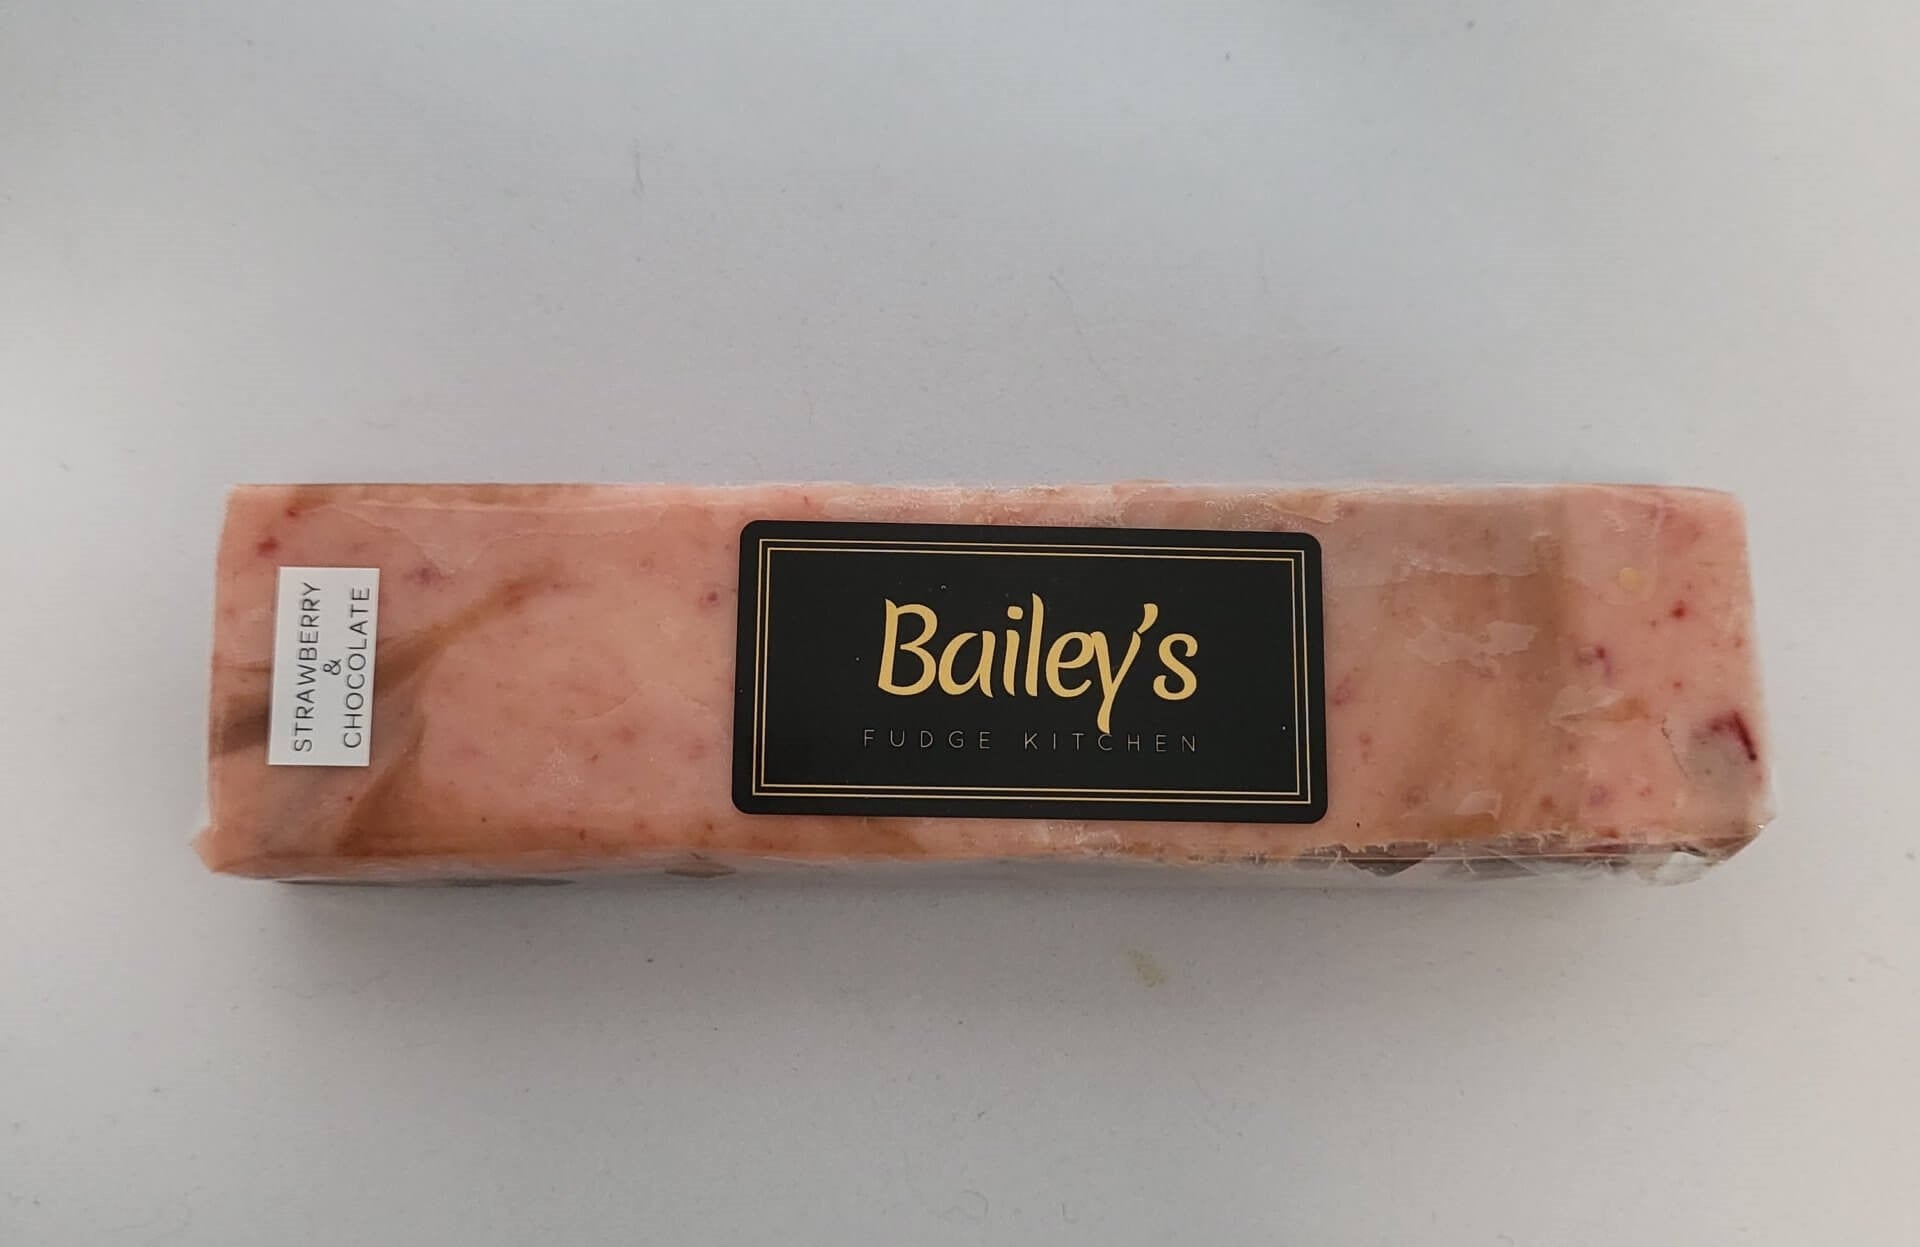 STRAWBERRY
&
CHOCOLATE
Bailey's
FUDGE KITCHEN